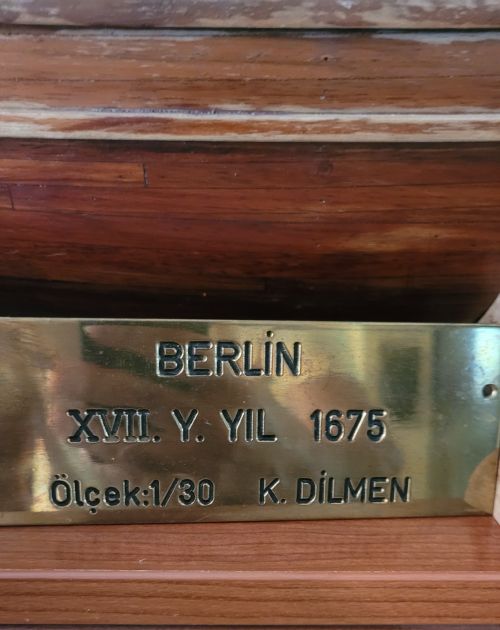 BERLİN
XVII. Y. YIL 1675
Ölçek:1/30 K. DİLMEN